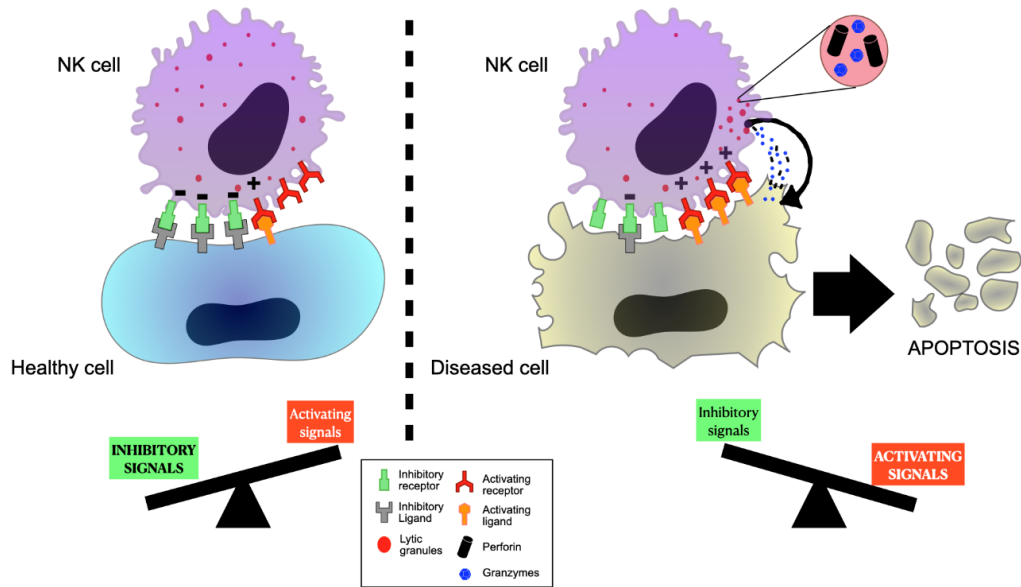 NK cell
NK cell
Healthy cell
Diseased cell
APOPTOSIS
INHIBITORY
SIGNALS
Activating
signals
Inhibitory
signals
ACTIVATING
SIGNALS
Inhibitory
receptor
Activating
receptor
Inhibitory
Ligand
Activating
ligand
Lytic
granules
Perforin
Granzymes